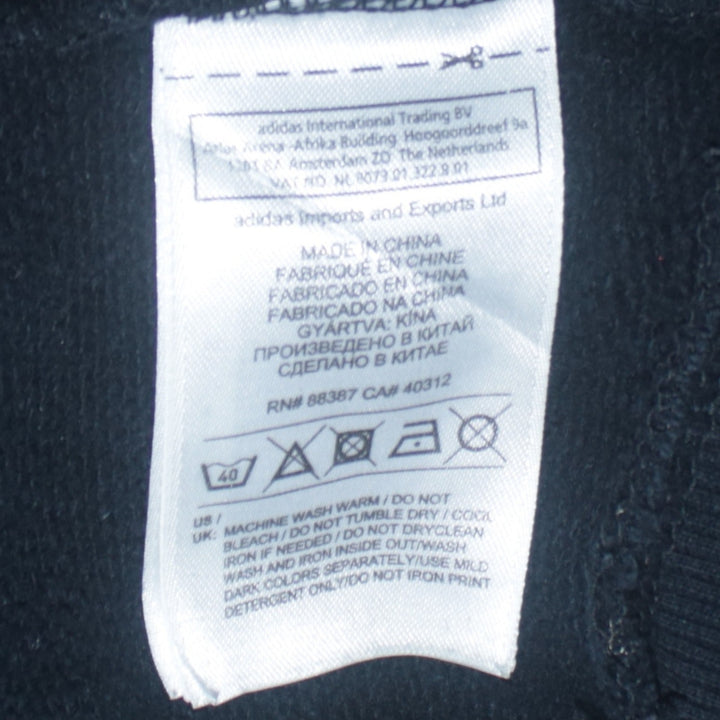 adidas International Trading BV
Atlas Arena -Afrika Building, Hoogoorddreef 9a
1101 BA Amsterdam ZO The Netherlands
VAT NO. NL 8079.01.322.B.01
adidas Imports and Exports Ltd
MADE IN CHINA
FABRIQUÉ EN CHINE
FABRICADO EN CHINA
FABRICADO NA CHINA
GYÁRTVA: KÍNA
ПРОИЗВЕДЕНО В КИТАЙ
СДЕЛАНО В КИТАЕ
RN# 88387 CA# 40312
40
US /
UK: MACHINE WASH WARM / DO NOT
BLEACH / DO NOT TUMBLE DRY / COOL
IRON IF NEEDED / DO NOT DRYCLEAN
WASH AND IRON INSIDE OUT/WASH
DARK COLORS SEPARATELY/USE MILD
DETERGENT ONLY/DO NOT IRON PRINT